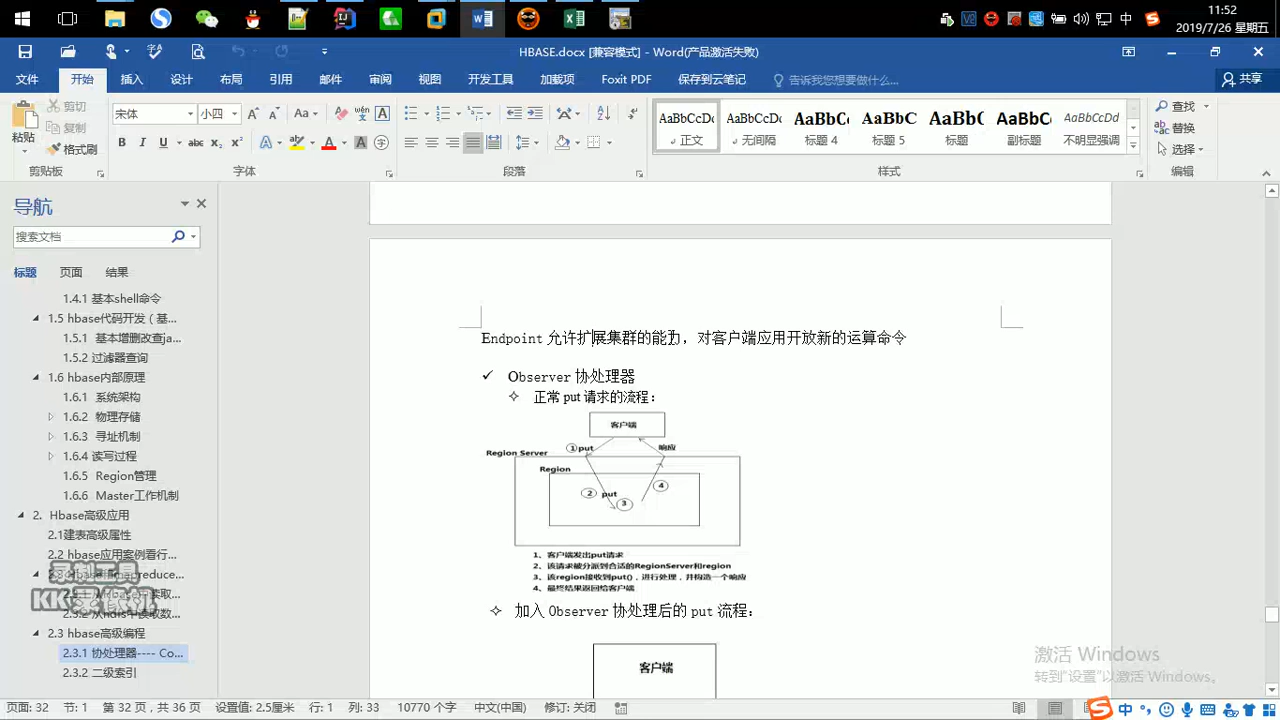 11:52
2019/7/26 星期五
HBASE.docx [兼容模式] - Word(产品激活失败)
文件 开始 插入 设计 布局 引用 邮件 审阅 视图 开发工具 加载项 Foxit PDF 保存到云笔记 告诉我您想要做什么... 共享
粘贴 剪切 复制 格式刷
宋体 小四
AaBbCcDc AaBbCcDc AaBbCc AaBbC AaBbC AaBbC AaBbCcDd
正文 无间隔 标题 4 标题 5 标题 副标题 不明显强调
查找 替换 选择
剪贴板 字体 段落 样式 编辑
导航
搜索文档
标题 页面 结果
1.4.1 基本shell命令
1.5 hbase代码开发（基...
1.5.1 基本增删改查ja...
1.5.2 过滤器查询
1.6 hbase内部原理
1.6.1 系统架构
1.6.2 物理存储
1.6.3 寻址机制
1.6.4 读写过程
1.6.5 Region管理
1.6.6 Master工作机制
2. Hbase高级应用
2.1建表高级属性
2.2 hbase应用案例看行...
2.3 hbase高级编程
2.3.1 协处理器---- Co...
2.3.2 二级索引
Endpoint 允许扩展集群的能力，对客户端应用开放新的运算命令
✓ Observer 协处理器
✧ 正常 put 请求的流程：
客户端
①put 响应
Region Server
Region
② put ③ ④
1、客户端发出put请求
2、该请求被分派到合适的RegionServer和region
3、该region接收到put()，进行处理，并构造一个响应
4、最终结果返回给客户端
✧ 加入 Observer 协处理后的 put 流程：
客户端
激活 Windows
转到"设置"以激活 Windows。
页面: 32 节: 1 第 32 页，共 36 页 设置值: 2.5厘米 行: 1 列: 33 10770 个字 中文(中国) 修订: 关闭